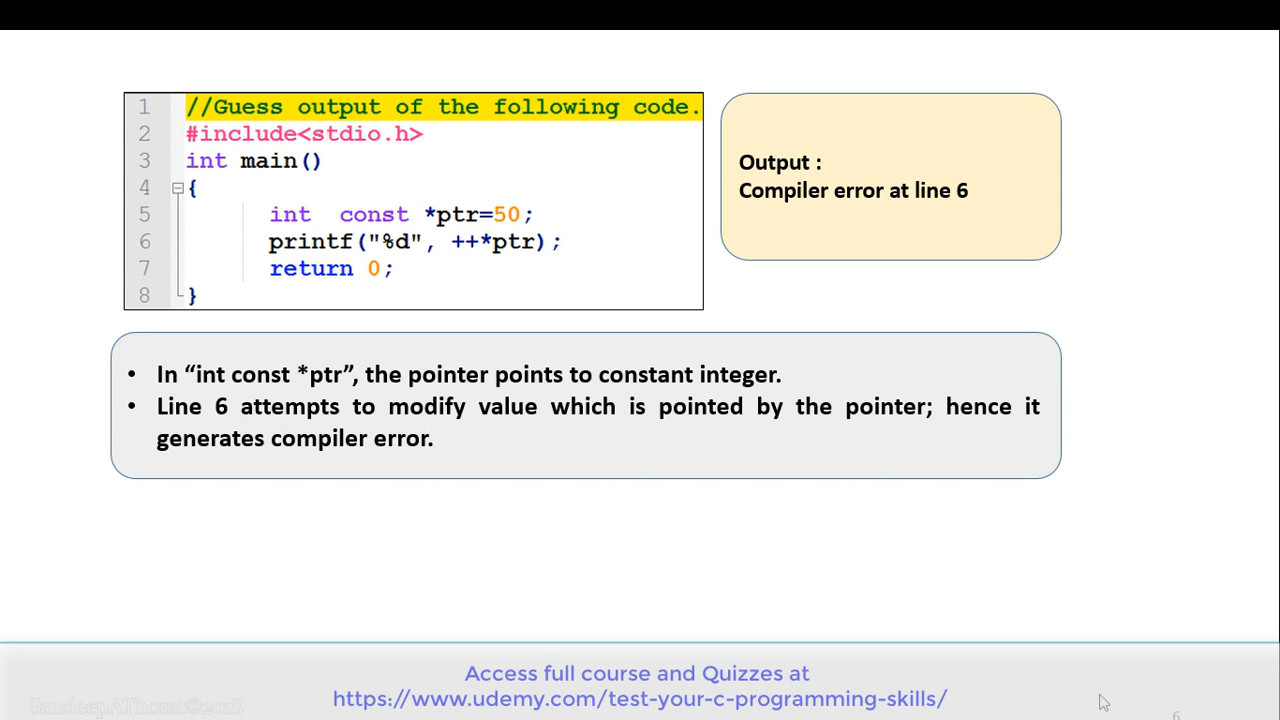 1 //Guess output of the following code.
2 #include<stdio.h>
3 int main()
4 {
5 int const *ptr=50;
6 printf("%d", ++*ptr);
7 return 0;
8 }
Output :
Compiler error at line 6
• In “int const *ptr”, the pointer points to constant integer.
• Line 6 attempts to modify value which is pointed by the pointer; hence it
generates compiler error.
Access full course and Quizzes at
https://www.udemy.com/test-your-c-programming-skills/
SandeepAThorat©2018
6